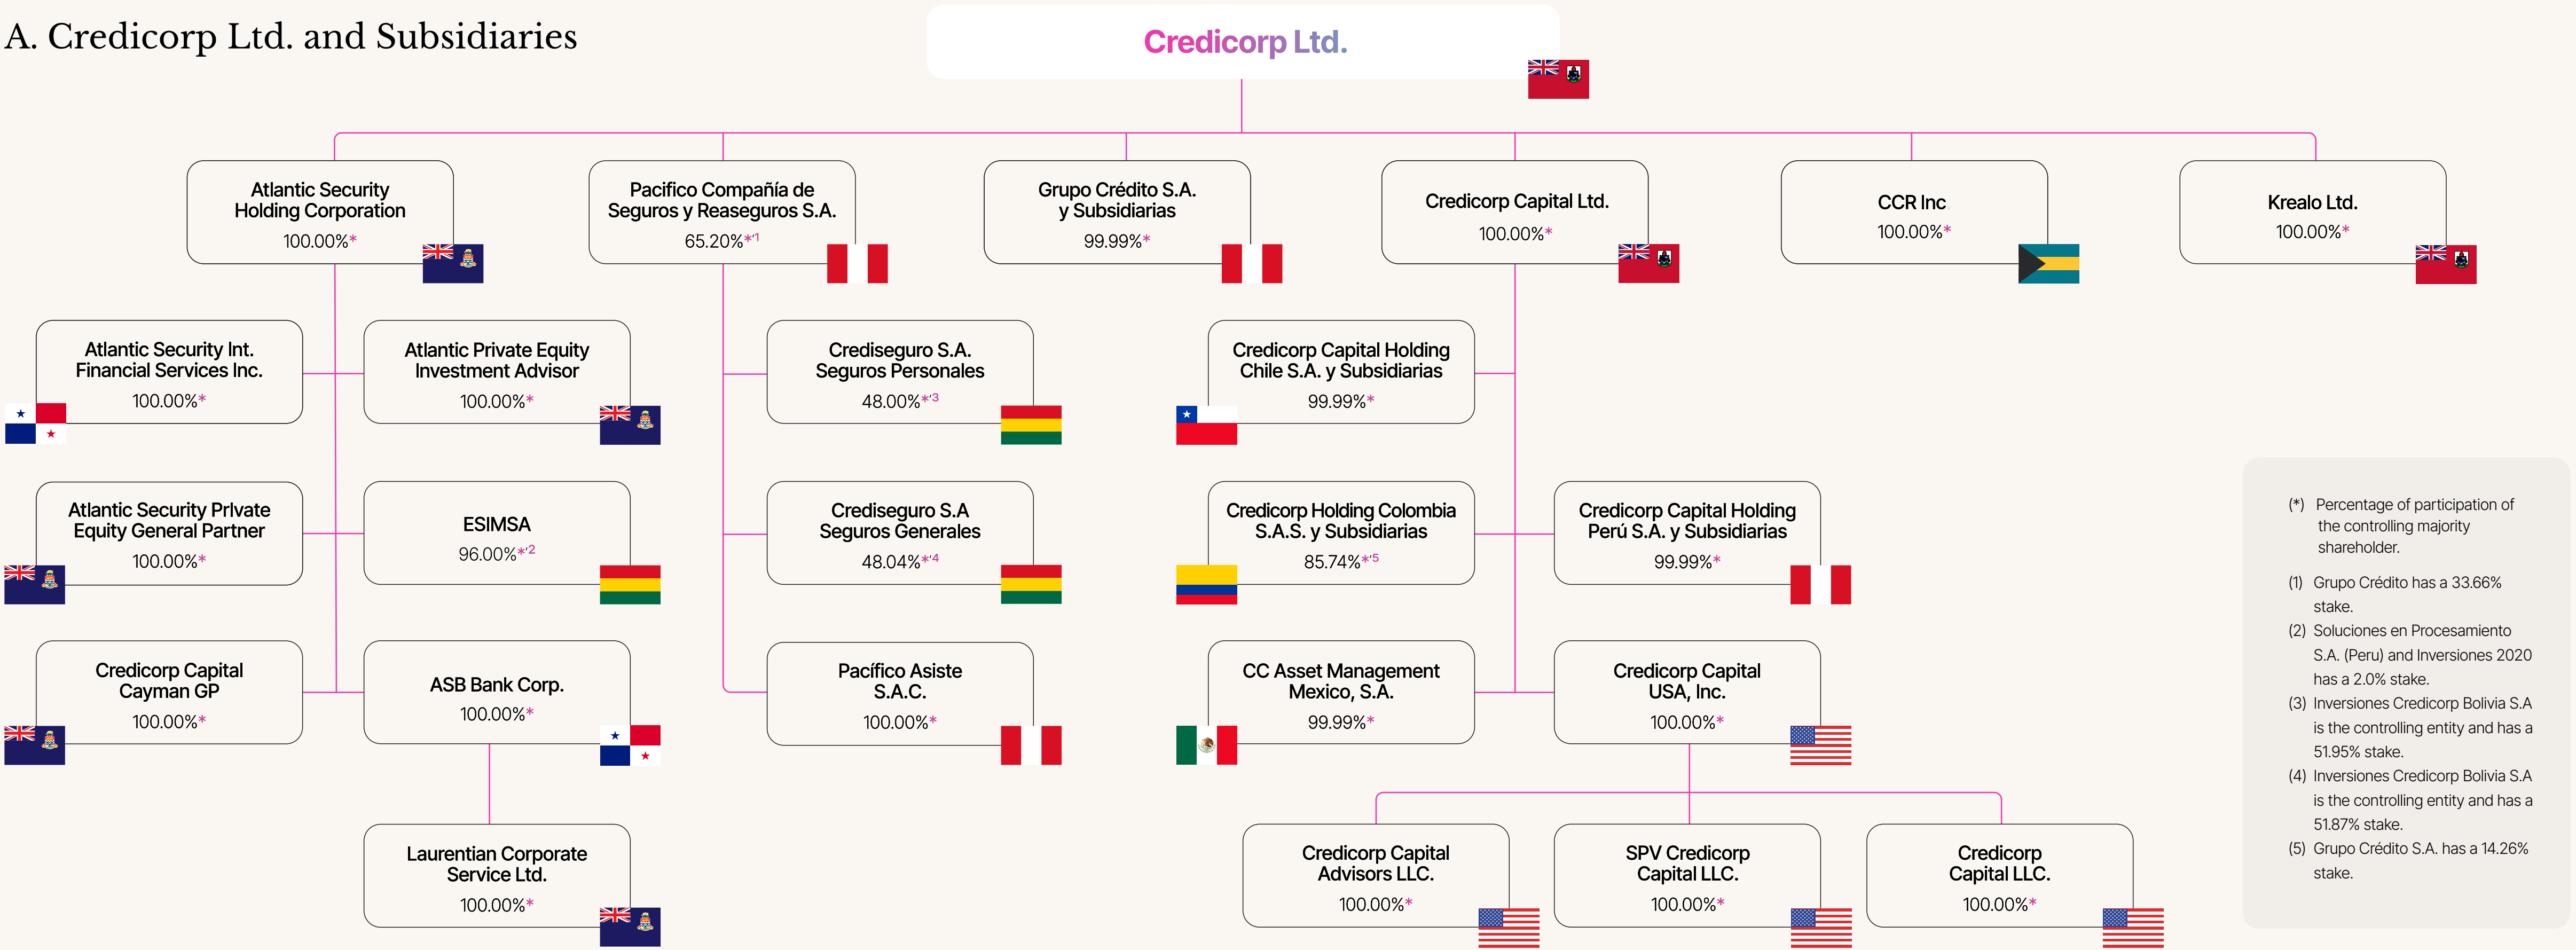 A. Credicorp Ltd. and Subsidiaries
Credicorp Ltd.
Atlantic Security
Holding Corporation
100.00%*
Pacifico Compañía de
Seguros y Reaseguros S.A.
65.20%*'1
Grupo Crédito S.A.
y Subsidiarias
99.99%*
Credicorp Capital Ltd.
100.00%*
CCR Inc.
100.00%*
Krealo Ltd.
100.00%*
Atlantic Security Int.
Financial Services Inc.
100.00%*
Atlantic Private Equity
Investment Advisor
100.00%*
Crediseguro S.A.
Seguros Personales
48.00%*'3
Credicorp Capital Holding
Chile S.A. y Subsidiarias
99.99%*
Atlantic Security Private
Equity General Partner
100.00%*
ESIMSA
96.00%*'2
Crediseguro S.A
Seguros Generales
48.04%*'4
Credicorp Holding Colombia
S.A.S. y Subsidiarias
85.74%*'5
Credicorp Capital Holding
Perú S.A. y Subsidiarias
99.99%*
Credicorp Capital
Cayman GP
100.00%*
ASB Bank Corp.
100.00%*
Pacífico Asiste
S.A.C.
100.00%*
CC Asset Management
Mexico, S.A.
99.99%*
Credicorp Capital
USA, Inc.
100.00%*
Laurentian Corporate
Service Ltd.
100.00%*
Credicorp Capital
Advisors LLC.
100.00%*
SPV Credicorp
Capital LLC.
100.00%*
Credicorp
Capital LLC.
100.00%*
(*) Percentage of participation of
the controlling majority
shareholder.
(1) Grupo Crédito has a 33.66%
stake.
(2) Soluciones en Procesamiento
S.A. (Peru) and Inversiones 2020
has a 2.0% stake.
(3) Inversiones Credicorp Bolivia S.A
is the controlling entity and has a
51.95% stake.
(4) Inversiones Credicorp Bolivia S.A
is the controlling entity and has a
51.87% stake.
(5) Grupo Crédito S.A. has a 14.26%
stake.